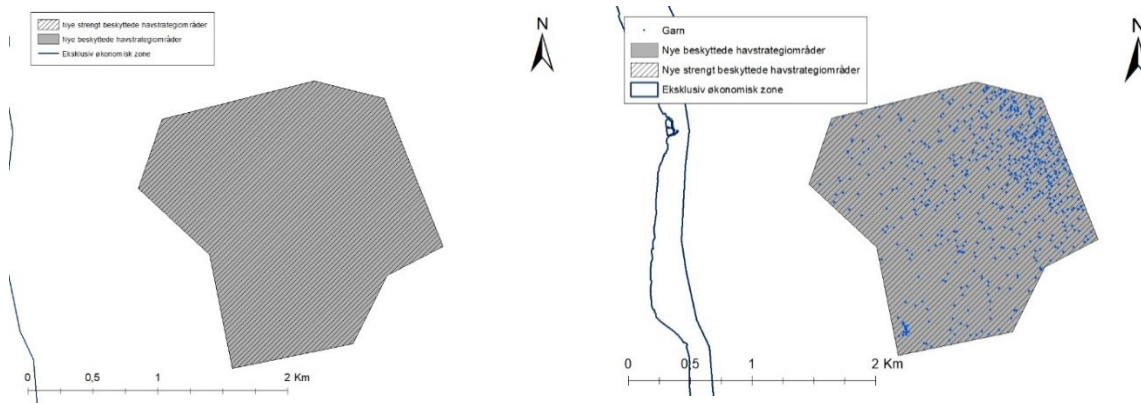 Nye strengt beskyttede havstrategiområder
Nye beskyttede havstrategiområder
Eksklusiv økonomisk zone
N
0 0,5 1 2 Km
Garn
Nye beskyttede havstrategiområder
Nye strengt beskyttede havstrategiområder
Eksklusiv økonomisk zone
N
0 0,5 1 2 Km